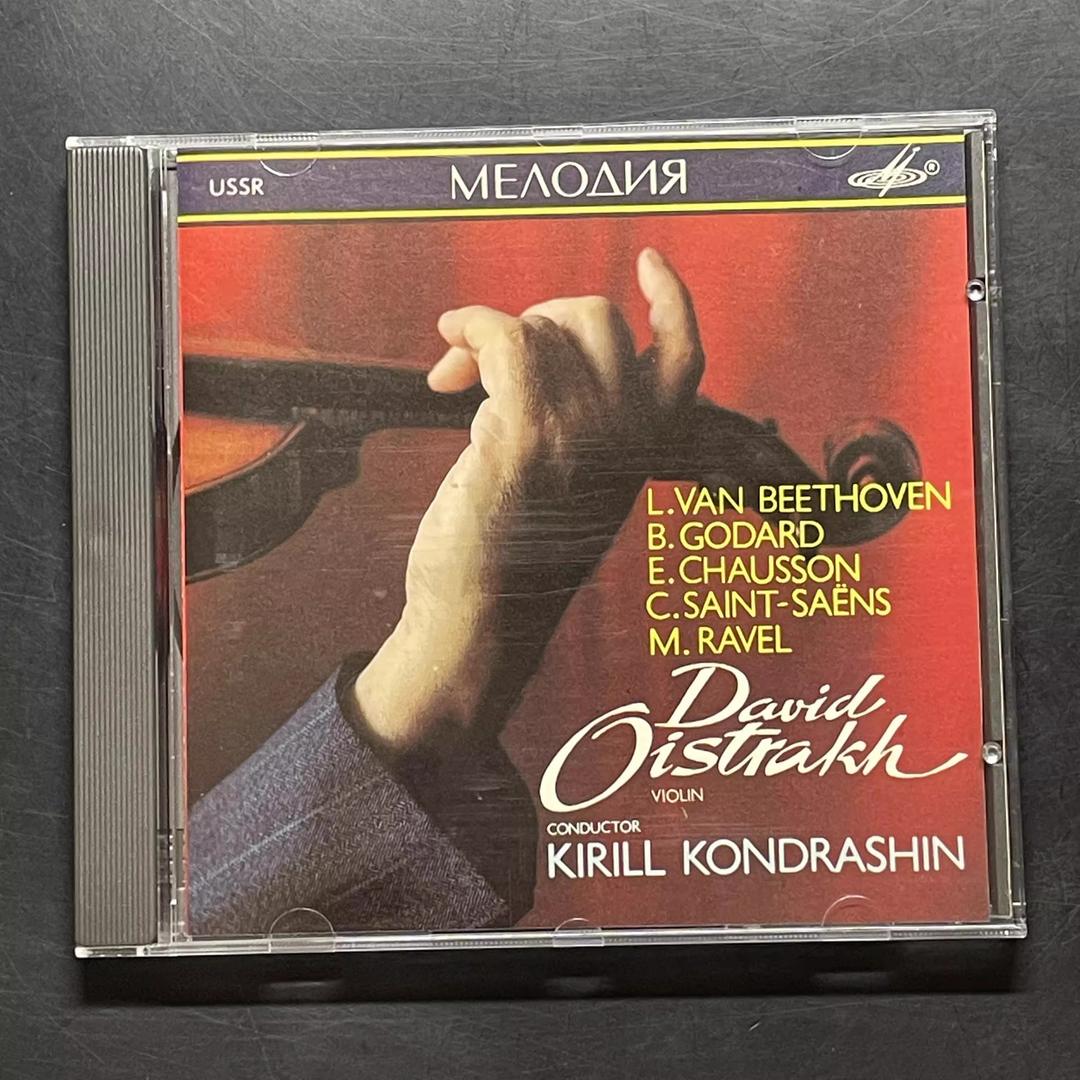 USSR
МЕЛОДИЯ
®
L. VAN BEETHOVEN
B. GODARD
E. CHAUSSON
C. SAINT-SAËNS
M. RAVEL
David
Oistrakh
VIOLIN
CONDUCTOR
KIRILL KONDRASHIN